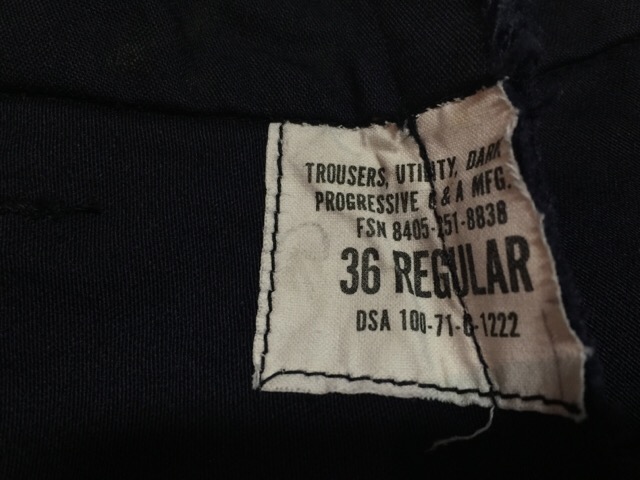 TROUSERS, UTILITY, DARK
PROGRESSIVE C & A MFG.
FSN 8405-251-8838
36 REGULAR
DSA 100-71-C-1222